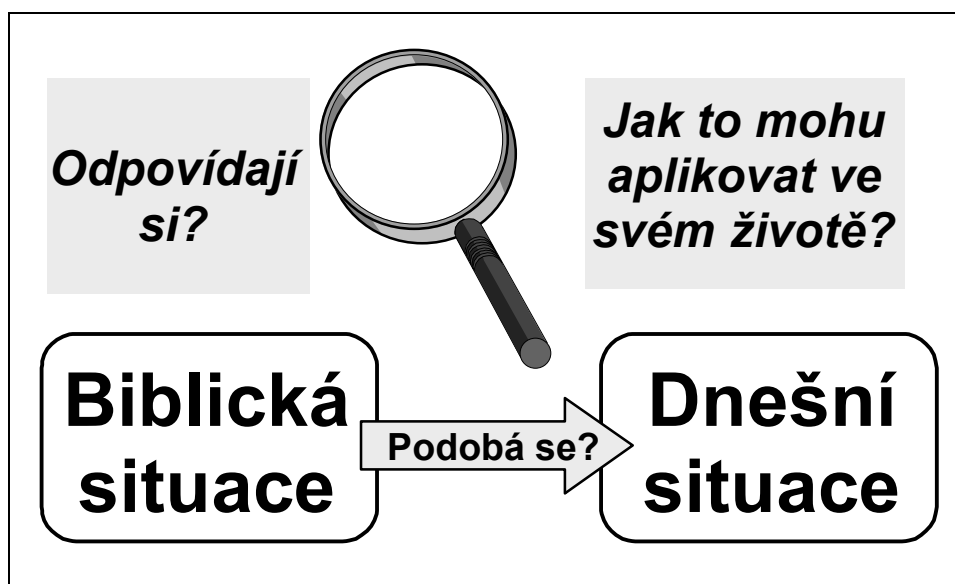 Odpovídají
si?
Jak to mohu
aplikovat ve
svém životě?
Biblická
situace
Podobá se?
Dnešní
situace